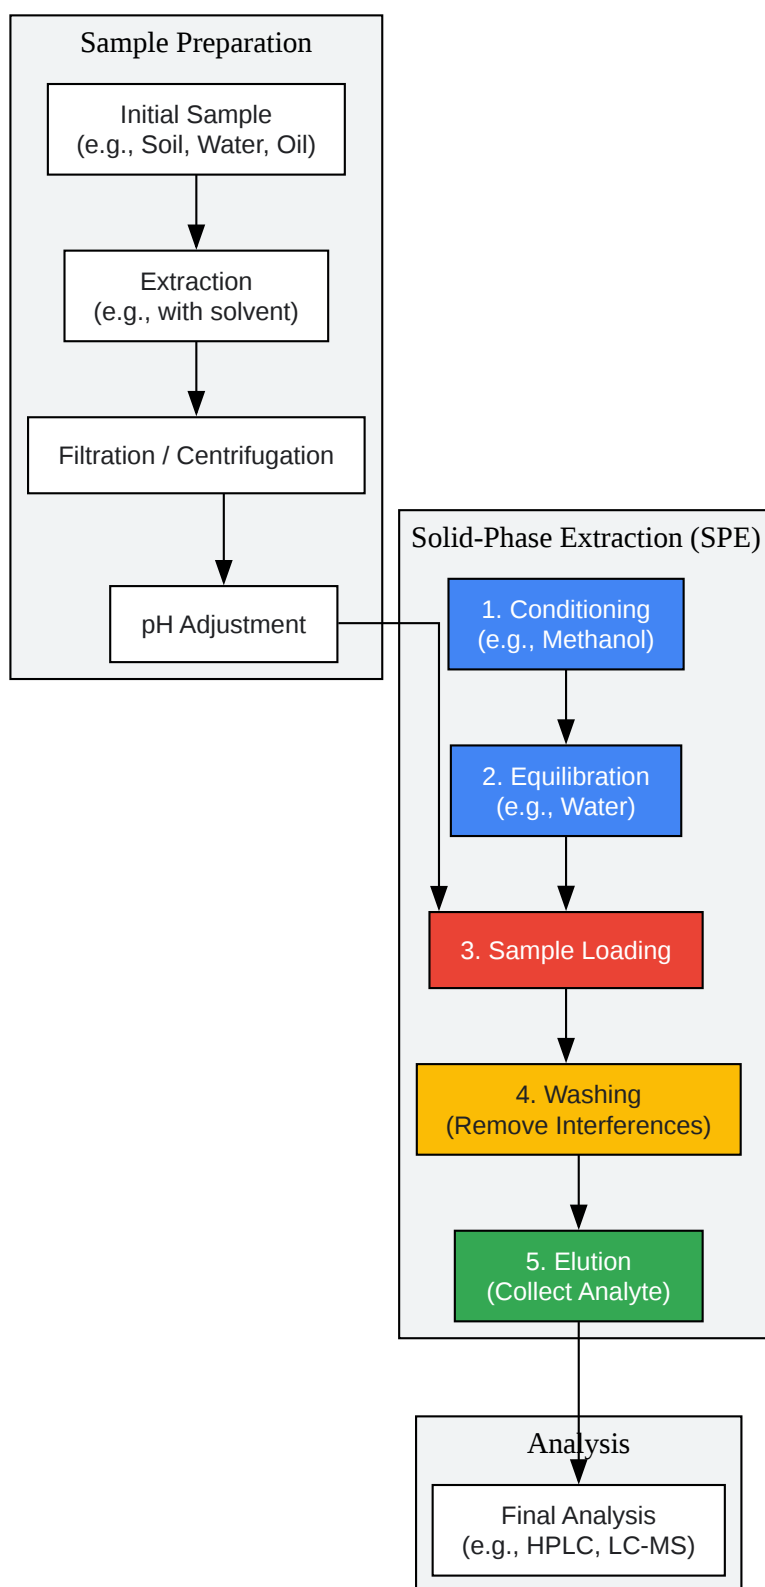 Sample Preparation
Initial Sample
(e.g., Soil, Water, Oil)
Extraction
(e.g., with solvent)
Filtration / Centrifugation
pH Adjustment
Solid-Phase Extraction (SPE)
1. Conditioning
(e.g., Methanol)
2. Equilibration
(e.g., Water)
3. Sample Loading
4. Washing
(Remove Interferences)
5. Elution
(Collect Analyte)
Analysis
Final Analysis
(e.g., HPLC, LC-MS)